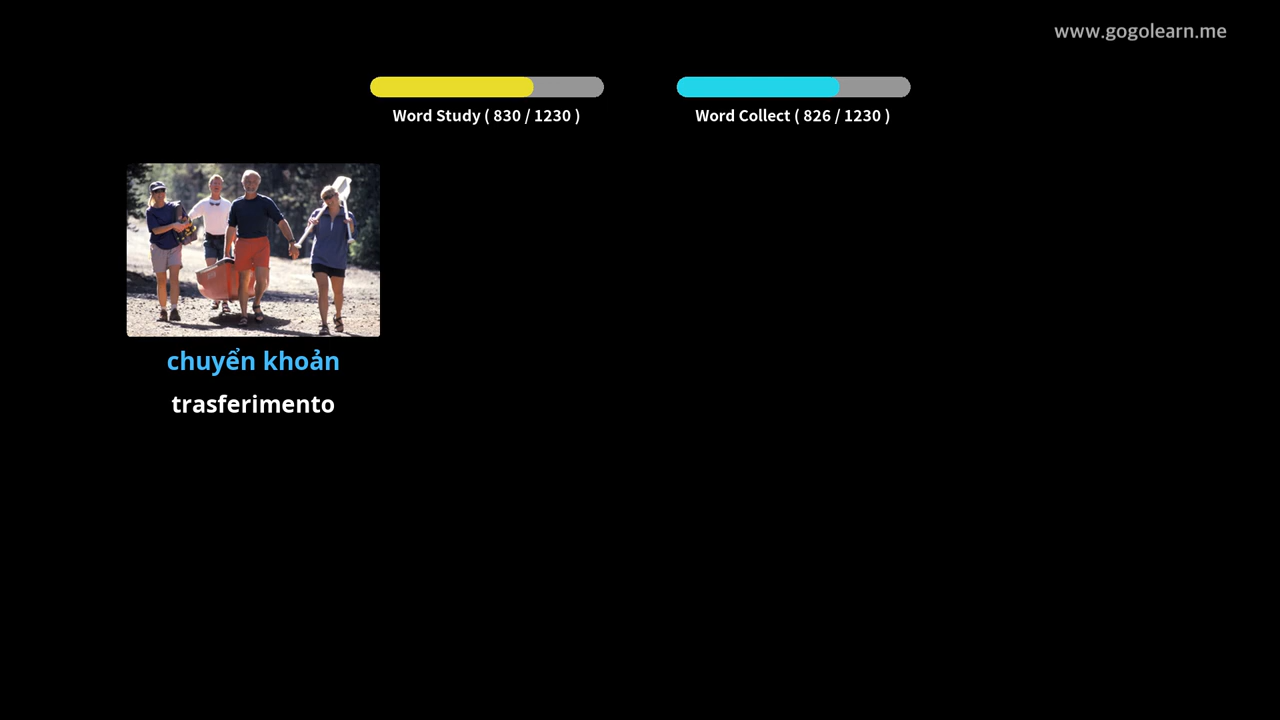 www.gogolearn.me
Word Study ( 830 / 1230 )
Word Collect ( 826 / 1230 )
chuyển khoản
trasferimento